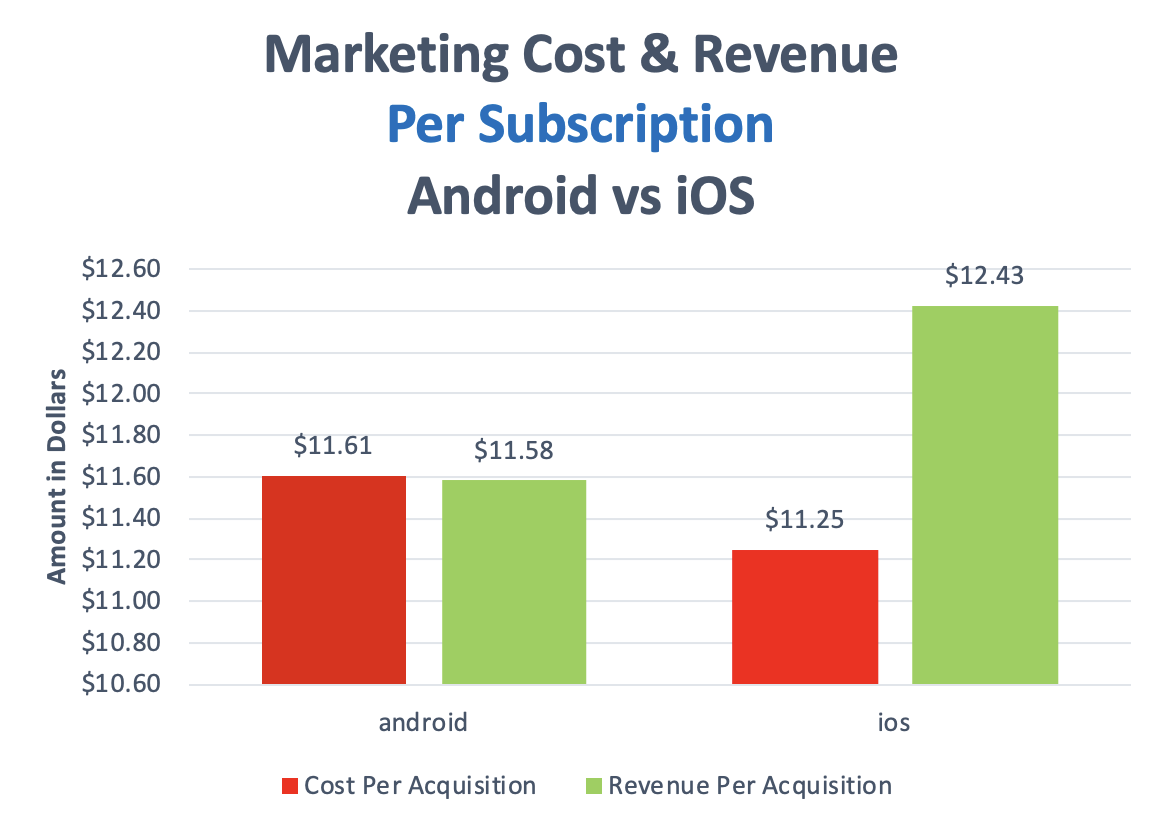 Marketing Cost & Revenue
Per Subscription
Android vs iOS
Amount in Dollars
$12.60
$12.40
$12.20
$12.00
$11.80
$11.60
$11.40
$11.20
$11.00
$10.80
$10.60
$11.61
$11.58
$11.25
$12.43
android
ios
Cost Per Acquisition
Revenue Per Acquisition